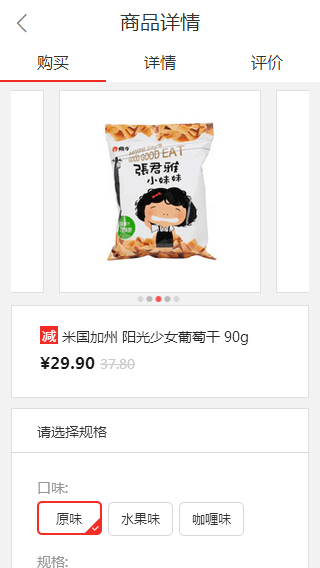 商品详情
购买 详情 评价
GOOD GOOD EAT
張君雅
小妹妹
减 米国加州 阳光少女葡萄干 90g
¥29.90 37.80
请选择规格
口味:
原味 水果味 咖喱味
规格: